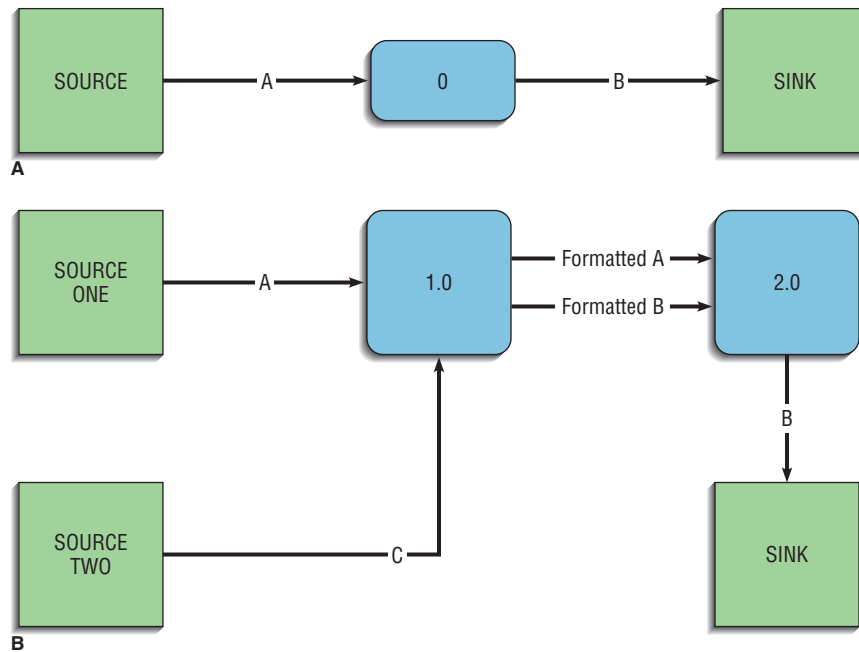 SOURCE
A
0
B
SINK
A
SOURCE
ONE
A
1.0
Formatted A
Formatted B
2.0
B
SOURCE
TWO
C
SINK
B